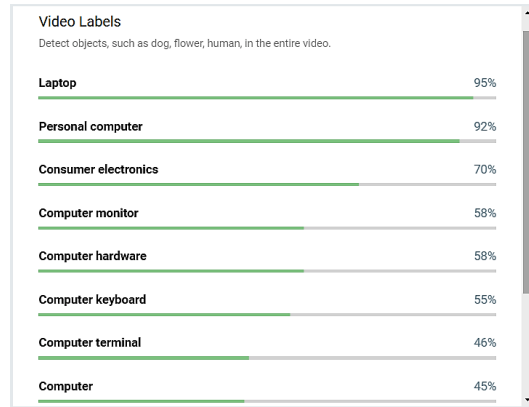 Video Labels
Detect objects, such as dog, flower, human, in the entire video.
Laptop 95%
Personal computer 92%
Consumer electronics 70%
Computer monitor 58%
Computer hardware 58%
Computer keyboard 55%
Computer terminal 46%
Computer 45%